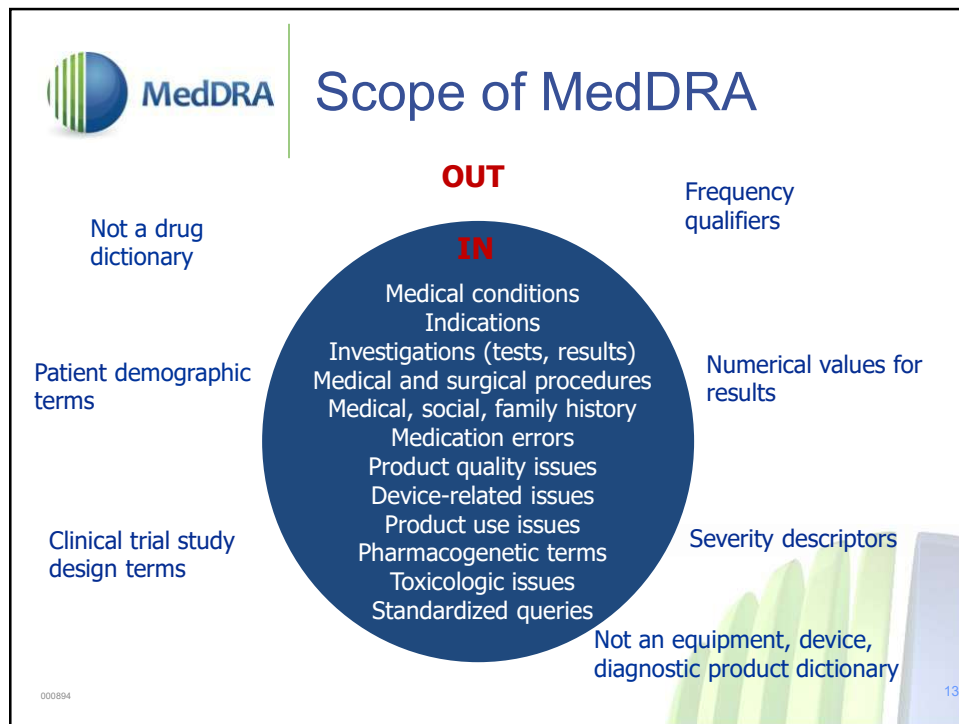 MedDRA
Scope of MedDRA
OUT
Not a drug
dictionary
Frequency
qualifiers
IN
Medical conditions
Indications
Investigations (tests, results)
Medical and surgical procedures
Medical, social, family history
Medication errors
Product quality issues
Device-related issues
Product use issues
Pharmacogenetic terms
Toxicologic issues
Standardized queries
Patient demographic
terms
Numerical values for
results
Clinical trial study
design terms
Severity descriptors
Not an equipment, device,
diagnostic product dictionary
000894
13